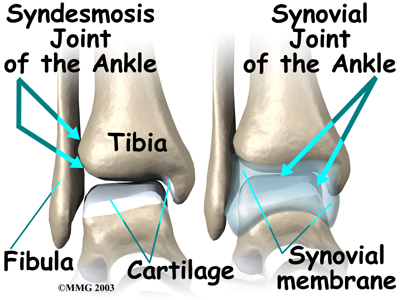 Syndesmosis
Joint
of the Ankle
Synovial
Joint
of the Ankle
Tibia
Fibula
Cartilage
Synovial
membrane
©MMG 2003